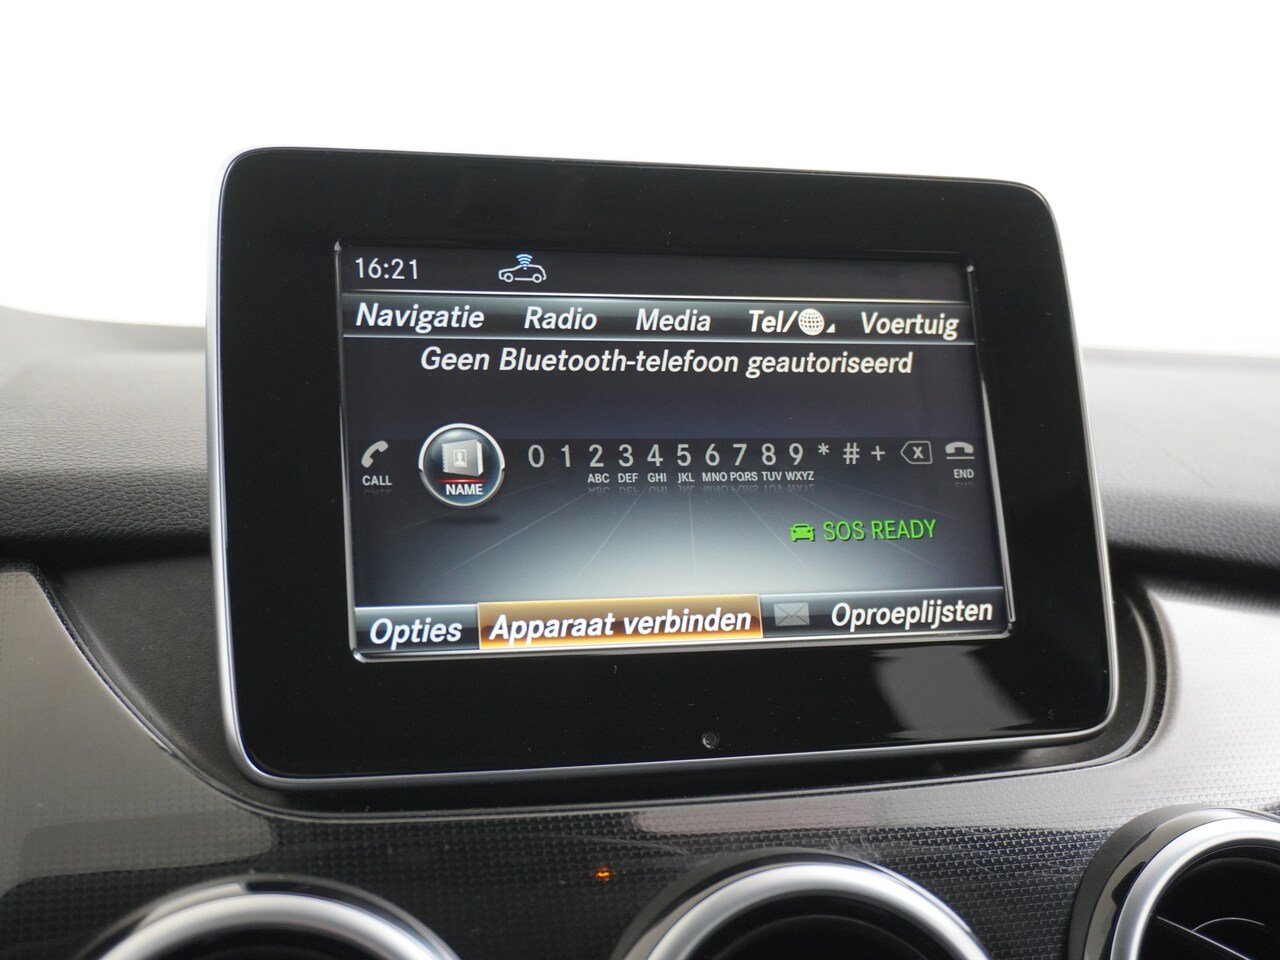 16:21
Navigatie Radio Media Tel/ Voertuig
Geen Bluetooth-telefoon geautoriseerd
CALL NAME 0 1 2 3 4 5 6 7 8 9 * # + X END
ABC DEF GHI JKL MNO PQRS TUV WXYZ
SOS READY
Opties Apparaat verbinden Oproeplijsten